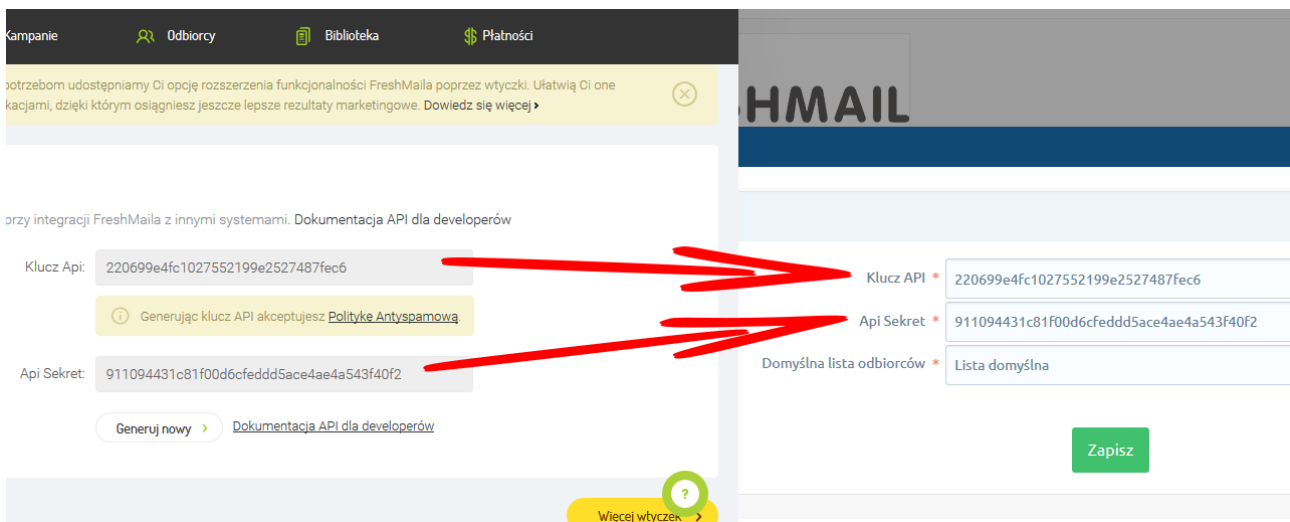 Kampanie
Odbiorcy
Biblioteka
Płatności
potrzebom udostępniamy Ci opcję rozszerzenia funkcjonalności FreshMaila poprzez wtyczki. Ułatwią Ci one
kacjami, dzięki którym osiągniesz jeszcze lepsze rezultaty marketingowe. Dowiedz się więcej ›
przy integracji FreshMaila z innymi systemami. Dokumentacja API dla developerów
Klucz Api: 220699e4fc1027552199e2527487fec6
Generując klucz API akceptujesz Politykę Antyspamową.
Api Sekret: 911094431c81f00d6cfeddd5ace4ae4a543f40f2
Generuj nowy › Dokumentacja API dla developerów
?
Więcej wtyczek ›
SHMAIL
Klucz API * 220699e4fc1027552199e2527487fec6
Api Sekret * 911094431c81f00d6cfeddd5ace4ae4a543f40f2
Domyślna lista odbiorców * Lista domyślna
Zapisz